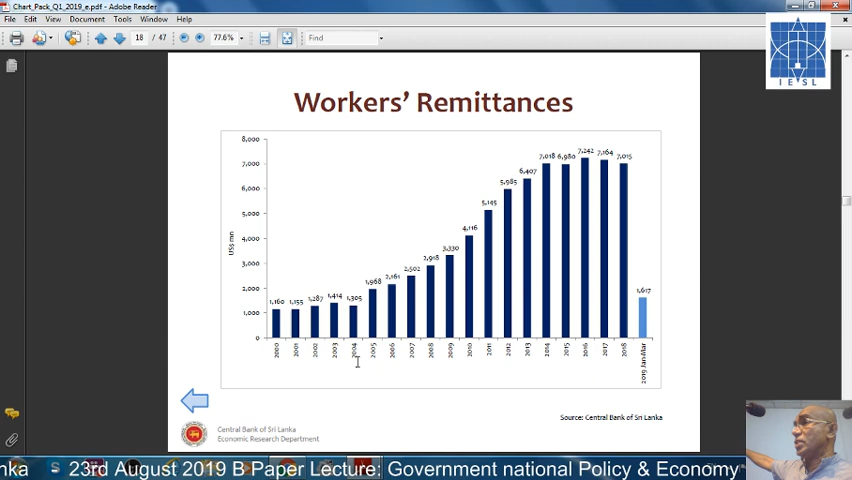 Chart_Pack_Q1_2019_e.pdf - Adobe Reader
File Edit View Document Tools Window Help
18 / 47 77.6% Find
IESL
Workers' Remittances
8,000
7,000
6,000
5,000
4,000
3,000
2,000
1,000
0
US$ mn
1,160 1,155 1,287 1,414 1,305 1,968 2,161 2,502 2,918 3,330 4,116 5,145 5,985 6,407 7,018 6,980 7,242 7,164 7,015 1,617
2000 2001 2002 2003 2004 2005 2006 2007 2008 2009 2010 2011 2012 2013 2014 2015 2016 2017 2018 2019 Jan-Mar
Source: Central Bank of Sri Lanka
Central Bank of Sri Lanka
Economic Research Department
nka - 23rd August 2019 B Paper Lecture: Government national Policy & Economy